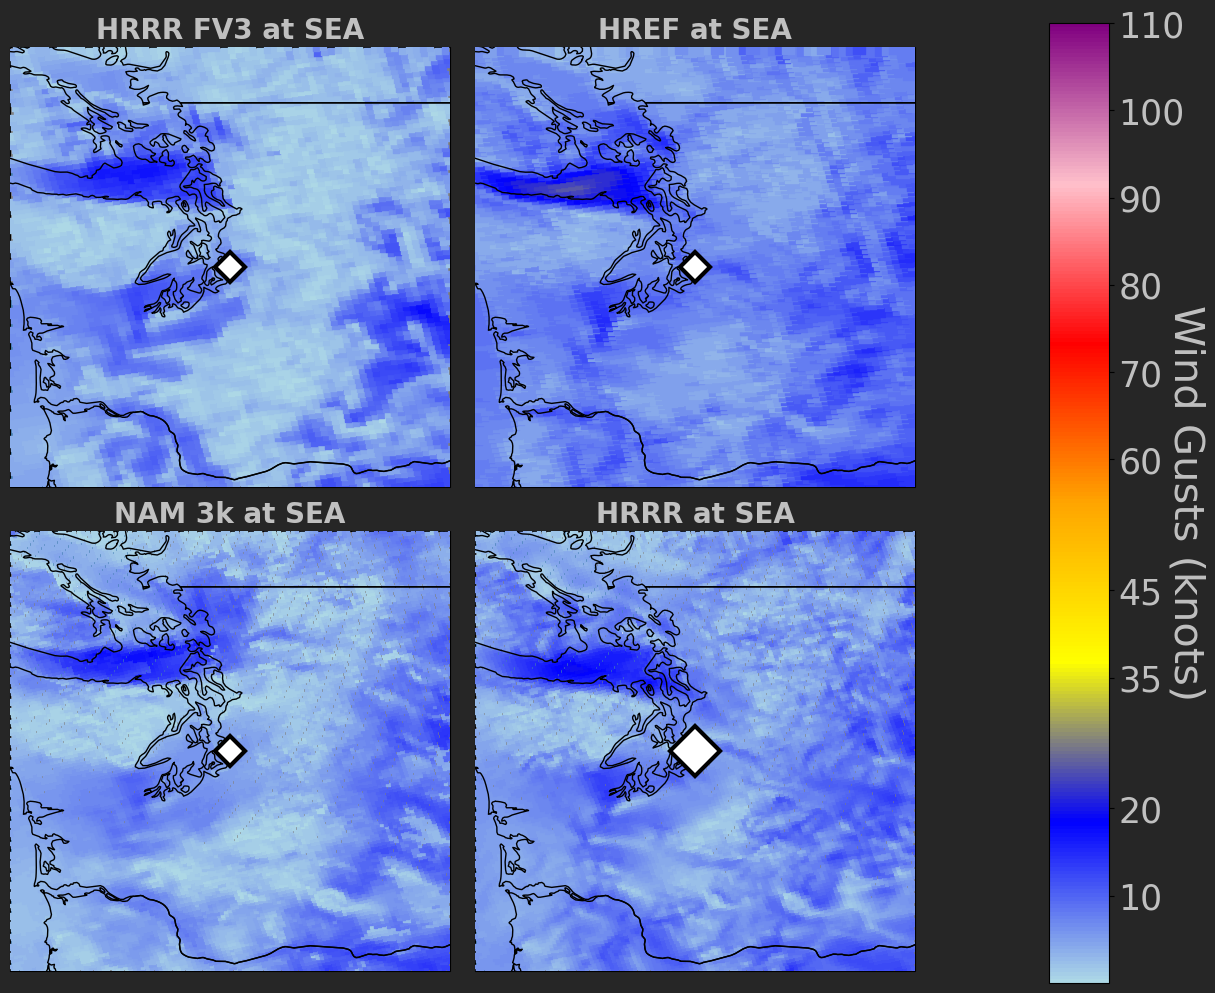 HRRR FV3 at SEA
HREF at SEA
NAM 3k at SEA
HRRR at SEA
110
100
90
80
70
60
45
35
20
10
Wind Gusts (knots)